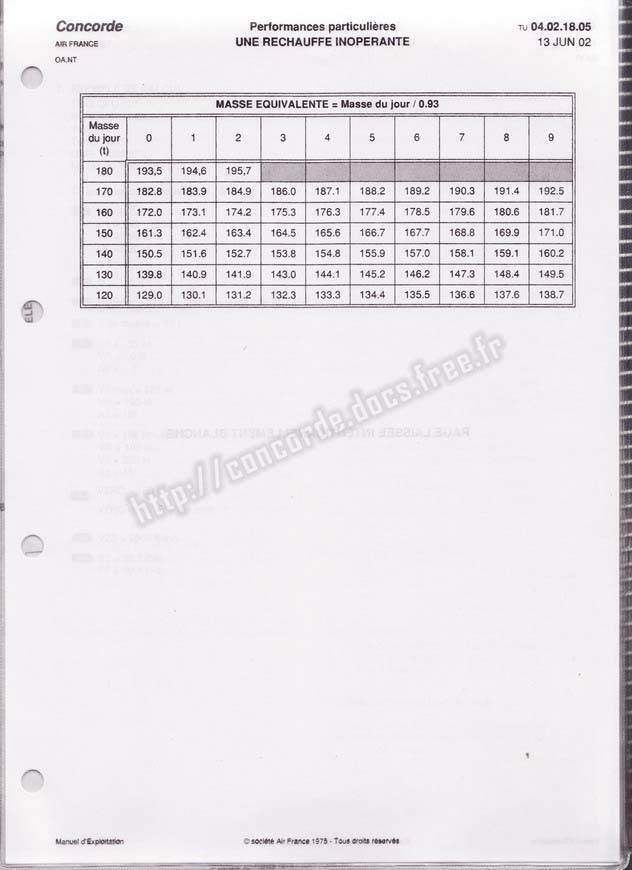 Concorde
Performances particulières
TU 04.02.18.05
AIR FRANCE
UNE RECHAUFFE INOPERANTE
13 JUN 02
OA.NT
MASSE EQUIVALENTE = Masse du jour / 0.93
Masse
du jour
(t)
0 1 2 3 4 5 6 7 8 9
180 193,5 194,6 195,7
170 182.8 183.9 184.9 186.0 187.1 188.2 189.2 190.3 191.4 192.5
160 172.0 173.1 174.2 175.3 176.3 177.4 178.5 179.6 180.6 181.7
150 161.3 162.4 163.4 164.5 165.6 166.7 167.7 168.8 169.9 171.0
140 150.5 151.6 152.7 153.8 154.8 155.9 157.0 158.1 159.1 160.2
130 139.8 140.9 141.9 143.0 144.1 145.2 146.2 147.3 148.4 149.5
120 129.0 130.1 131.2 132.3 133.3 134.4 135.5 136.6 137.6 138.7
ELE
PAGE LAISSEE INTENTIONNELLEMENT BLANCHE
http://concorde.docs.free.fr
Manuel d'Exploitation
© société Air France 1975 - Tous droits réservés